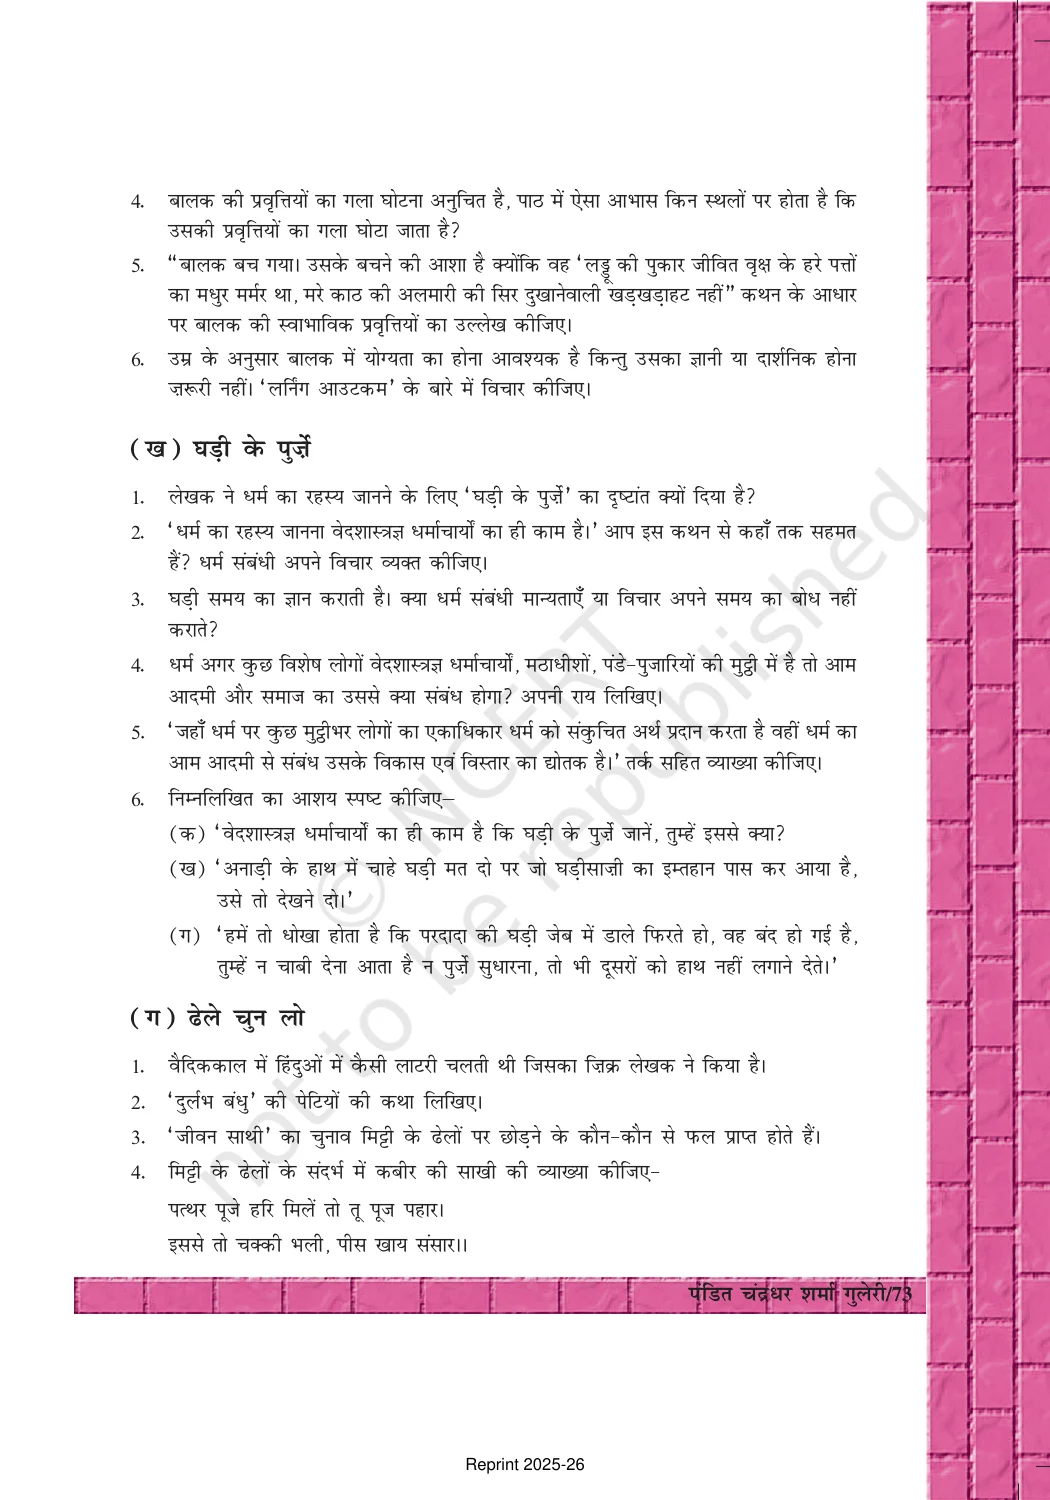 4. बालक की प्रवृत्तियों का गला घोटना अनुचित है, पाठ में ऐसा आभास किन स्थलों पर होता है कि
उसकी प्रवृत्तियों का गला घोटा जाता है?
5. “बालक बच गया। उसके बचने की आशा है क्योंकि वह ‘लड्डू की पुकार जीवित वृक्ष के हरे पत्तों
का मधुर मर्मर था, मरे काठ की अलमारी की सिर दुखानेवाली खड़खड़ाहट नहीं” कथन के आधार
पर बालक की स्वाभाविक प्रवृत्तियों का उल्लेख कीजिए।
6. उम्र के अनुसार बालक में योग्यता का होना आवश्यक है किन्तु उसका ज्ञानी या दार्शनिक होना
ज़रूरी नहीं। ‘लर्निंग आउटकम’ के बारे में विचार कीजिए।
(ख) घड़ी के पुर्ज़े
1. लेखक ने धर्म का रहस्य जानने के लिए ‘घड़ी के पुर्ज़े’ का दृष्टांत क्यों दिया है?
2. ‘धर्म का रहस्य जानना वेदशास्त्रज्ञ धर्माचार्यों का ही काम है।’ आप इस कथन से कहाँ तक सहमत
हैं? धर्म संबंधी अपने विचार व्यक्त कीजिए।
3. घड़ी समय का ज्ञान कराती है। क्या धर्म संबंधी मान्यताएँ या विचार अपने समय का बोध नहीं
कराते?
4. धर्म अगर कुछ विशेष लोगों वेदशास्त्रज्ञ धर्माचार्यों, मठाधीशों, पंडे-पुजारियों की मुट्ठी में है तो आम
आदमी और समाज का उससे क्या संबंध होगा? अपनी राय लिखिए।
5. ‘जहाँ धर्म पर कुछ मुट्ठीभर लोगों का एकाधिकार धर्म को संकुचित अर्थ प्रदान करता है वहीं धर्म का
आम आदमी से संबंध उसके विकास एवं विस्तार का द्योतक है।’ तर्क सहित व्याख्या कीजिए।
6. निम्नलिखित का आशय स्पष्ट कीजिए–
(क) ‘वेदशास्त्रज्ञ धर्माचार्यों का ही काम है कि घड़ी के पुर्ज़े जानें, तुम्हें इससे क्या?
(ख) ‘अनाड़ी के हाथ में चाहे घड़ी मत दो पर जो घड़ीसाज़ी का इम्तहान पास कर आया है,
उसे तो देखने दो।’
(ग) ‘हमें तो धोखा होता है कि परदादा की घड़ी जेब में डाले फिरते हो, वह बंद हो गई है,
तुम्हें न चाबी देना आता है न पुर्ज़े सुधारना, तो भी दूसरों को हाथ नहीं लगाने देते।’
(ग) ढेले चुन लो
1. वैदिककाल में हिंदुओं में कैसी लाटरी चलती थी जिसका ज़िक्र लेखक ने किया है।
2. ‘दुर्लभ बंधु’ की पेटियों की कथा लिखिए।
3. ‘जीवन साथी’ का चुनाव मिट्टी के ढेलों पर छोड़ने के कौन-कौन से फल प्राप्त होते हैं।
4. मिट्टी के ढेलों के संदर्भ में कबीर की साखी की व्याख्या कीजिए-
पत्थर पूजे हरि मिलें तो तू पूज पहार।
इससे तो चक्की भली, पीस खाय संसार।।
पंडित चंद्रधर शर्मा गुलेरी/73
Reprint 2025-26
© NCERT
not to be republished